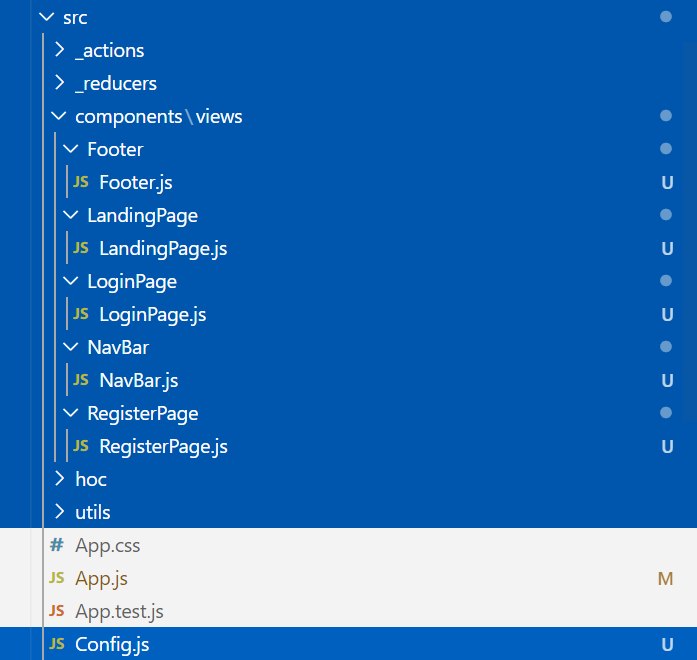 src
_actions
_reducers
components\views
Footer
JS Footer.js U
LandingPage
JS LandingPage.js U
LoginPage
JS LoginPage.js U
NavBar
JS NavBar.js U
RegisterPage
JS RegisterPage.js U
hoc
utils
# App.css
JS App.js M
JS App.test.js
JS Config.js U